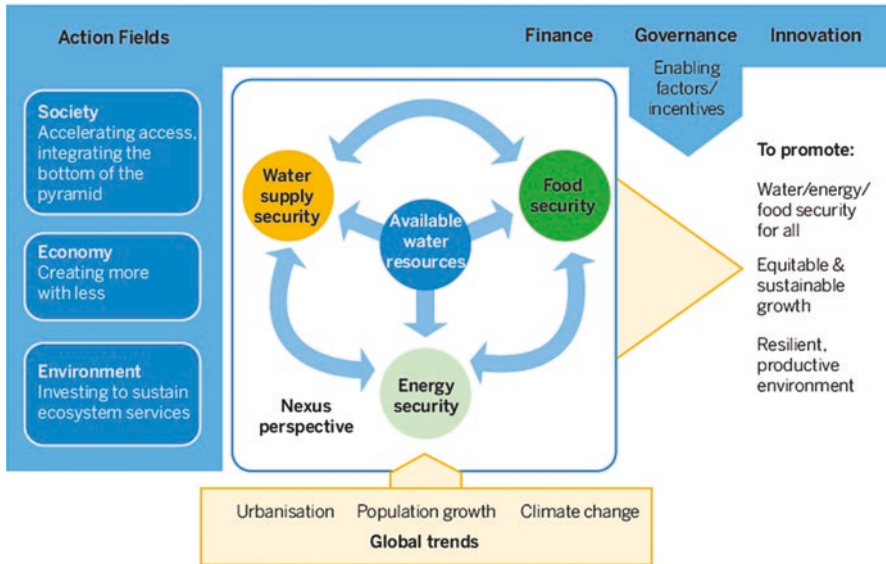 Action Fields
Finance
Governance
Innovation
Enabling
factors/
incentives
Society
Accelerating access,
integrating the
bottom of the
pyramid
Economy
Creating more
with less
Environment
Investing to sustain
ecosystem services
Water
supply
security
Food
security
Available
water
resources
Energy
security
Nexus
perspective
To promote:
Water/energy/
food security
for all
Equitable &
sustainable
growth
Resilient,
productive
environment
Urbanisation
Population growth
Climate change
Global trends